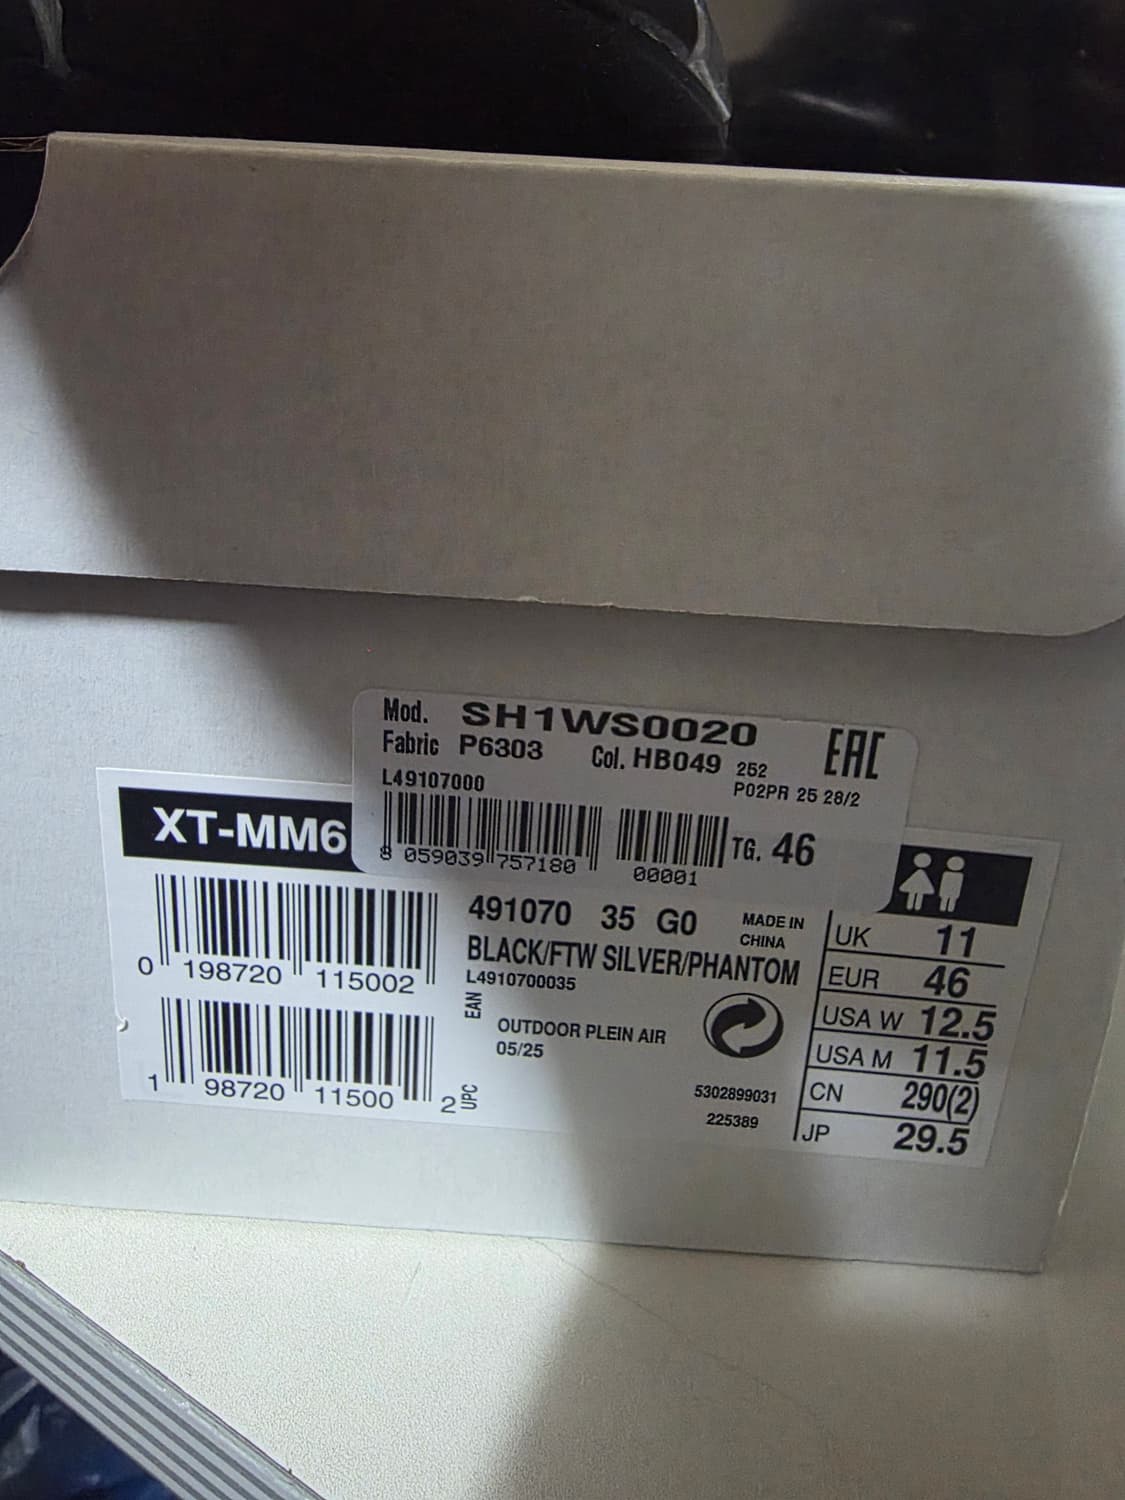 Mod. SH1WS0020
Fabric P6303 Col. HB049 252
EAC
L49107000
P02PR 25 28/2
8 059039 757180
00001
TG. 46
XT-MM6
0 198720 115002
EAN
1 98720 11500 2
UPC
491070 35 G0
MADE IN
CHINA
BLACK/FTW SILVER/PHANTOM
L4910700035
OUTDOOR PLEIN AIR
05/25
5302899031
225389
UK 11
EUR 46
USA W 12.5
USA M 11.5
CN 290(2)
JP 29.5